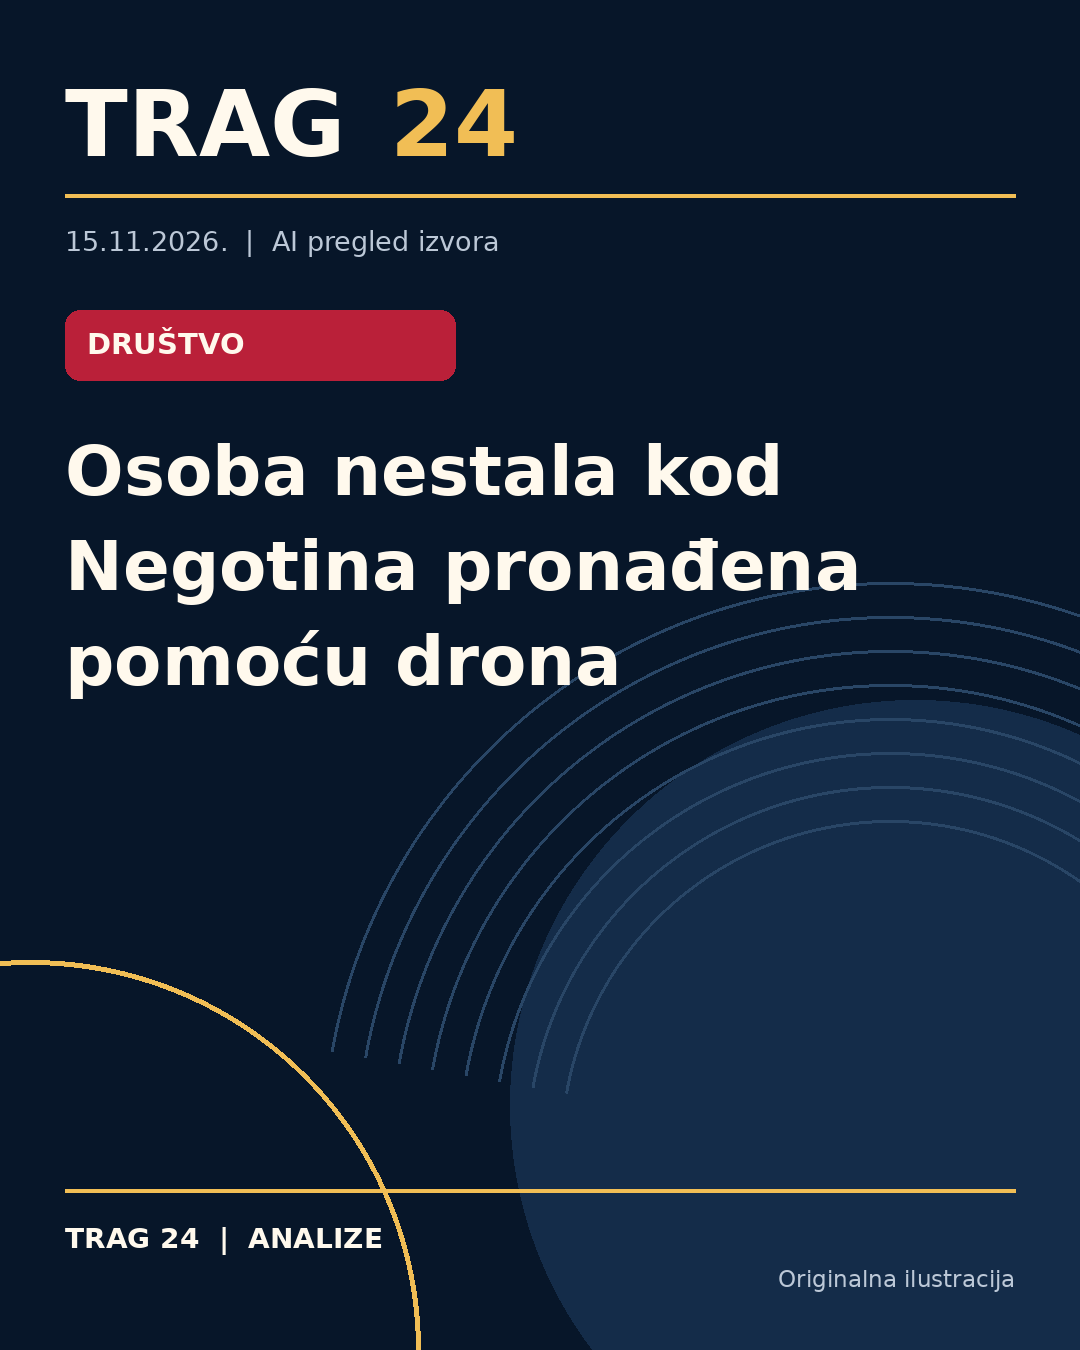 TRAG 24
15.11.2026. | AI pregled izvora
DRUŠTVO
Osoba nestala kod
Negotina pronađena
pomoću drona
TRAG 24 | ANALIZE
Originalna ilustracija